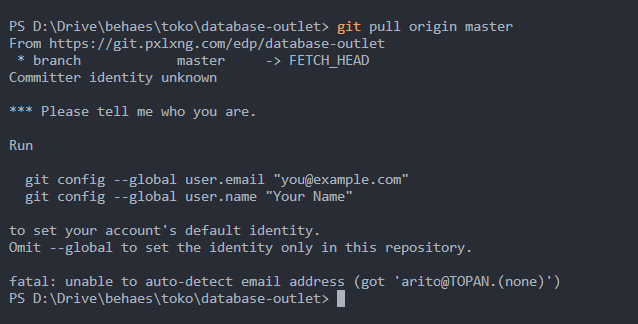 PS D:\Drive\behaes\toko\database-outlet> git pull origin master
From https://git.pxlxng.com/edp/database-outlet
 * branch            master     -> FETCH_HEAD
Committer identity unknown

*** Please tell me who you are.

Run

  git config --global user.email "you@example.com"
  git config --global user.name "Your Name"

to set your account's default identity.
Omit --global to set the identity only in this repository.

fatal: unable to auto-detect email address (got 'arito@TOPAN.(none)')
PS D:\Drive\behaes\toko\database-outlet>